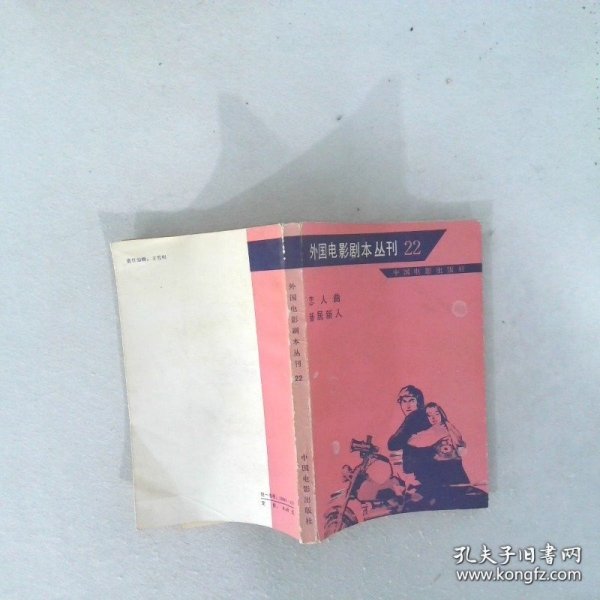 外国电影剧本丛刊 22
中国电影出版社
恋人曲
番居新人
外国电影剧本丛刊
22
中国电影出版社
孔夫子旧书网
www.kongfz.com